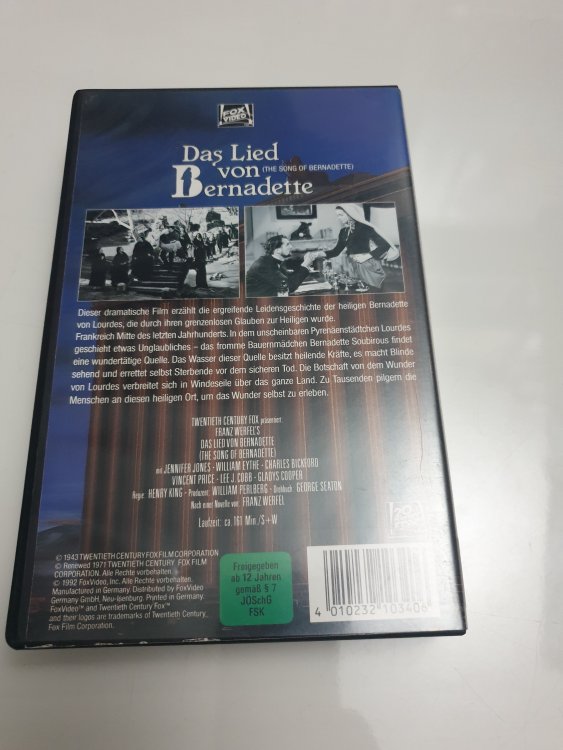 FOX
VIDEO
Das Lied
von (THE SONG OF BERNADETTE)
Bernadette
Dieser dramatische Film erzählt die ergreifende Leidensgeschichte der heiligen Bernadette
von Lourdes, die durch ihren grenzenlosen Glauben zur Heiligen wurde.
Frankreich Mitte des letzten Jahrhunderts. In dem unscheinbaren Pyrenäenstädtchen Lourdes
geschieht etwas Unglaubliches – das fromme Bauernmädchen Bernadette Soubirous findet
eine wundertätige Quelle. Das Wasser dieser Quelle besitzt heilende Kräfte, es macht Blinde
sehend und errettet selbst Sterbende vor dem sicheren Tod. Die Botschaft von dem Wunder
von Lourdes verbreitet sich in Windeseile über das ganze Land. Zu Tausenden pilgern die
Menschen an diesen heiligen Ort, um das Wunder selbst zu erleben.
TWENTIETH CENTURY FOX präsentiert:
FRANZ WERFEL'S
DAS LIED VON BERNADETTE
(THE SONG OF BERNADETTE)
mit JENNIFER JONES · WILLIAM EYTHE · CHARLES BICKFORD
VINCENT PRICE · LEE J. COBB · GLADYS COOPER
Regie: HENRY KING · Produzent: WILLIAM PERLBERG · Drehbuch: GEORGE SEATON
Nach einer Novelle von FRANZ WERFEL
Laufzeit: ca. 161 Min./S+W
© 1943 TWENTIETH CENTURY FOX FILM CORPORATION
© Renewed 1971 TWENTIETH CENTURY FOX FILM
CORPORATION. Alle Rechte vorbehalten.
© 1992 FoxVideo, Inc. Alle Rechte vorbehalten.
Manufactured in Germany. Distributed by FoxVideo
Germany GmbH, Neu-Isenburg. Printed in Germany.
FoxVideo™ and Twentieth Century Fox™
and their logos are trademarks of Twentieth Century
Fox Film Corporation.
Freigegeben
ab 12 Jahren
gemäß § 7
JÖSchG
FSK
4 010232 103406